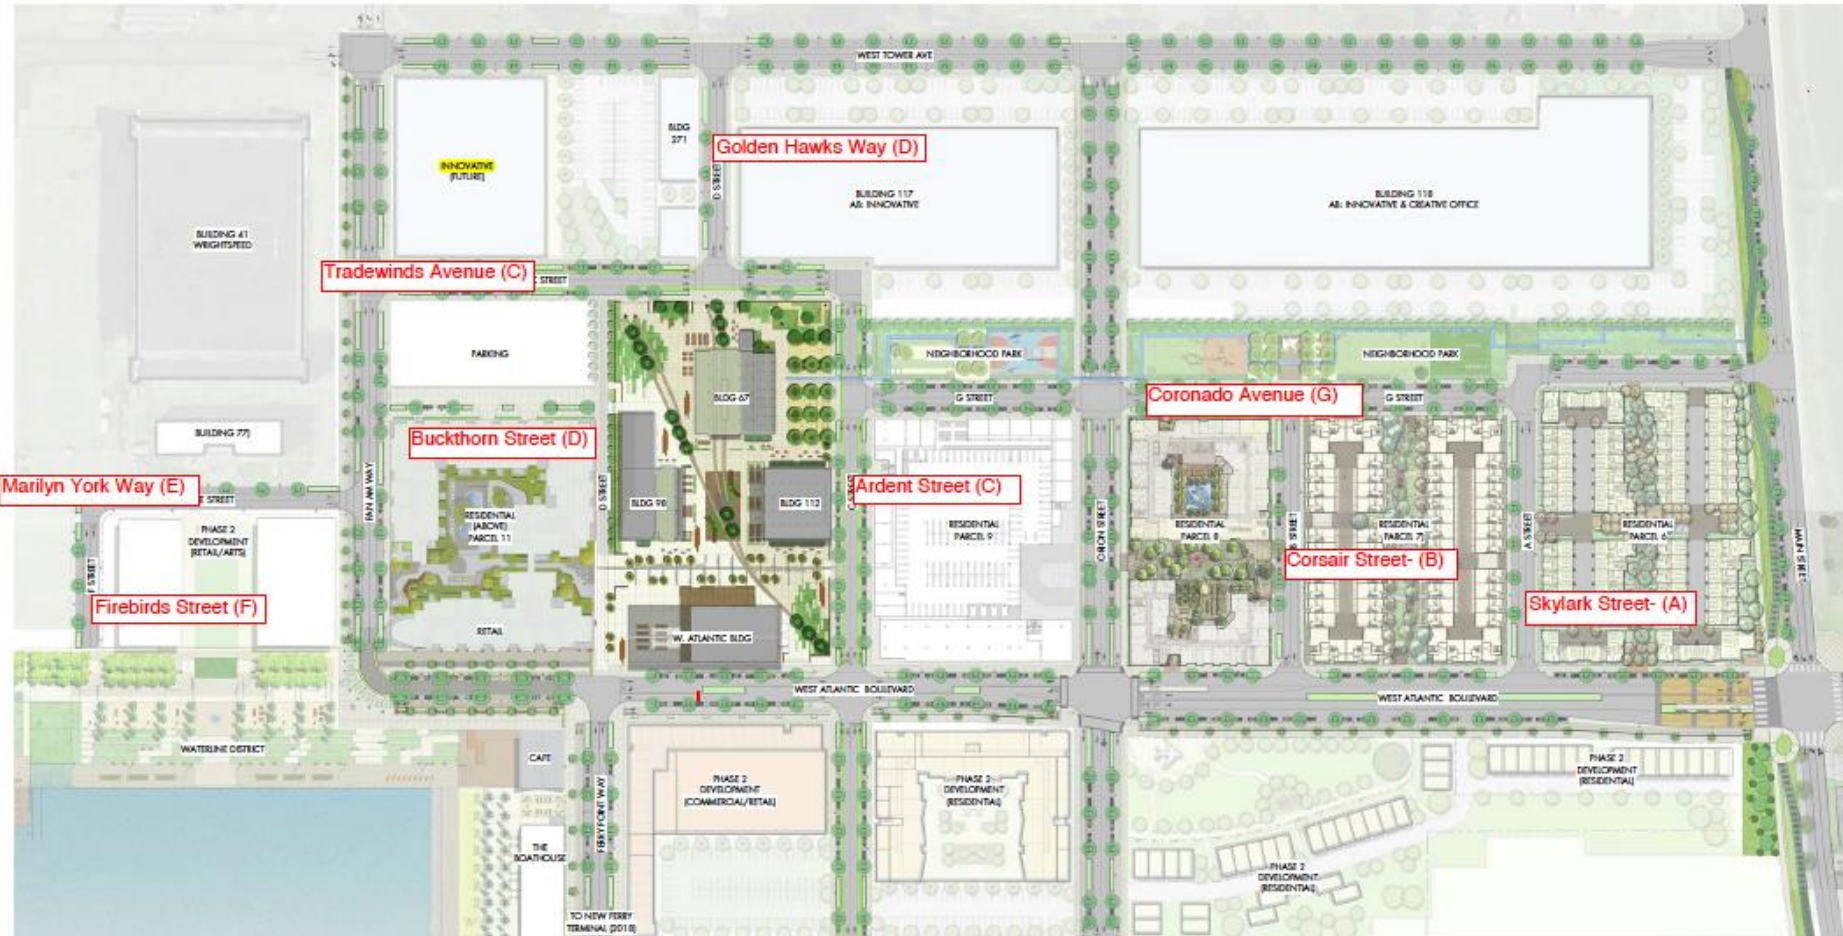 WEST TOWER AVE
INNOVATIVE
(FUTURE)
BLDG
271
Golden Hawks Way (D)
D STREET
BUILDING 117
AB: INNOVATIVE
BUILDING 118
AB: INNOVATIVE & CREATIVE OFFICE
BUILDING 41
WRIGHTSPEED
Tradewinds Avenue (C)
STREET
PARKING
NEIGHBORHOOD PARK
NEIGHBORHOOD PARK
BLDG 67
G STREET
Coronado Avenue (G)
G STREET
BUILDING 77
Buckthorn Street (D)
Marilyn York Way (E)
STREET
PAN AM WAY
D STREET
BLDG 98
BLDG 112
Ardent Street (C)
RESIDENTIAL
(ABOVE)
PARCEL 11
PHASE 2
DEVELOPMENT
(RETAIL/ARTS)
RESIDENTIAL
PARCEL 9
ORION STREET
RESIDENTIAL
PARCEL 8
B STREET
RESIDENTIAL
PARCEL 7
A STREET
RESIDENTIAL
PARCEL 6
MAIN STREET
Corsair Street- (B)
F STREET
Firebirds Street (F)
Skylark Street- (A)
RETAIL
W. ATLANTIC BLDG
WEST ATLANTIC BOULEVARD
WEST ATLANTIC BOULEVARD
WATERLINE DISTRICT
CAFE
PHASE 2
DEVELOPMENT
(COMMERCIAL/RETAIL)
PHASE 2
DEVELOPMENT
(RESIDENTIAL)
PHASE 2
DEVELOPMENT
(RESIDENTIAL)
FERRY POINT WAY
THE
BOATHOUSE
PHASE 2
DEVELOPMENT
(RESIDENTIAL)
TO NEW FERRY
TERMINAL (2018)